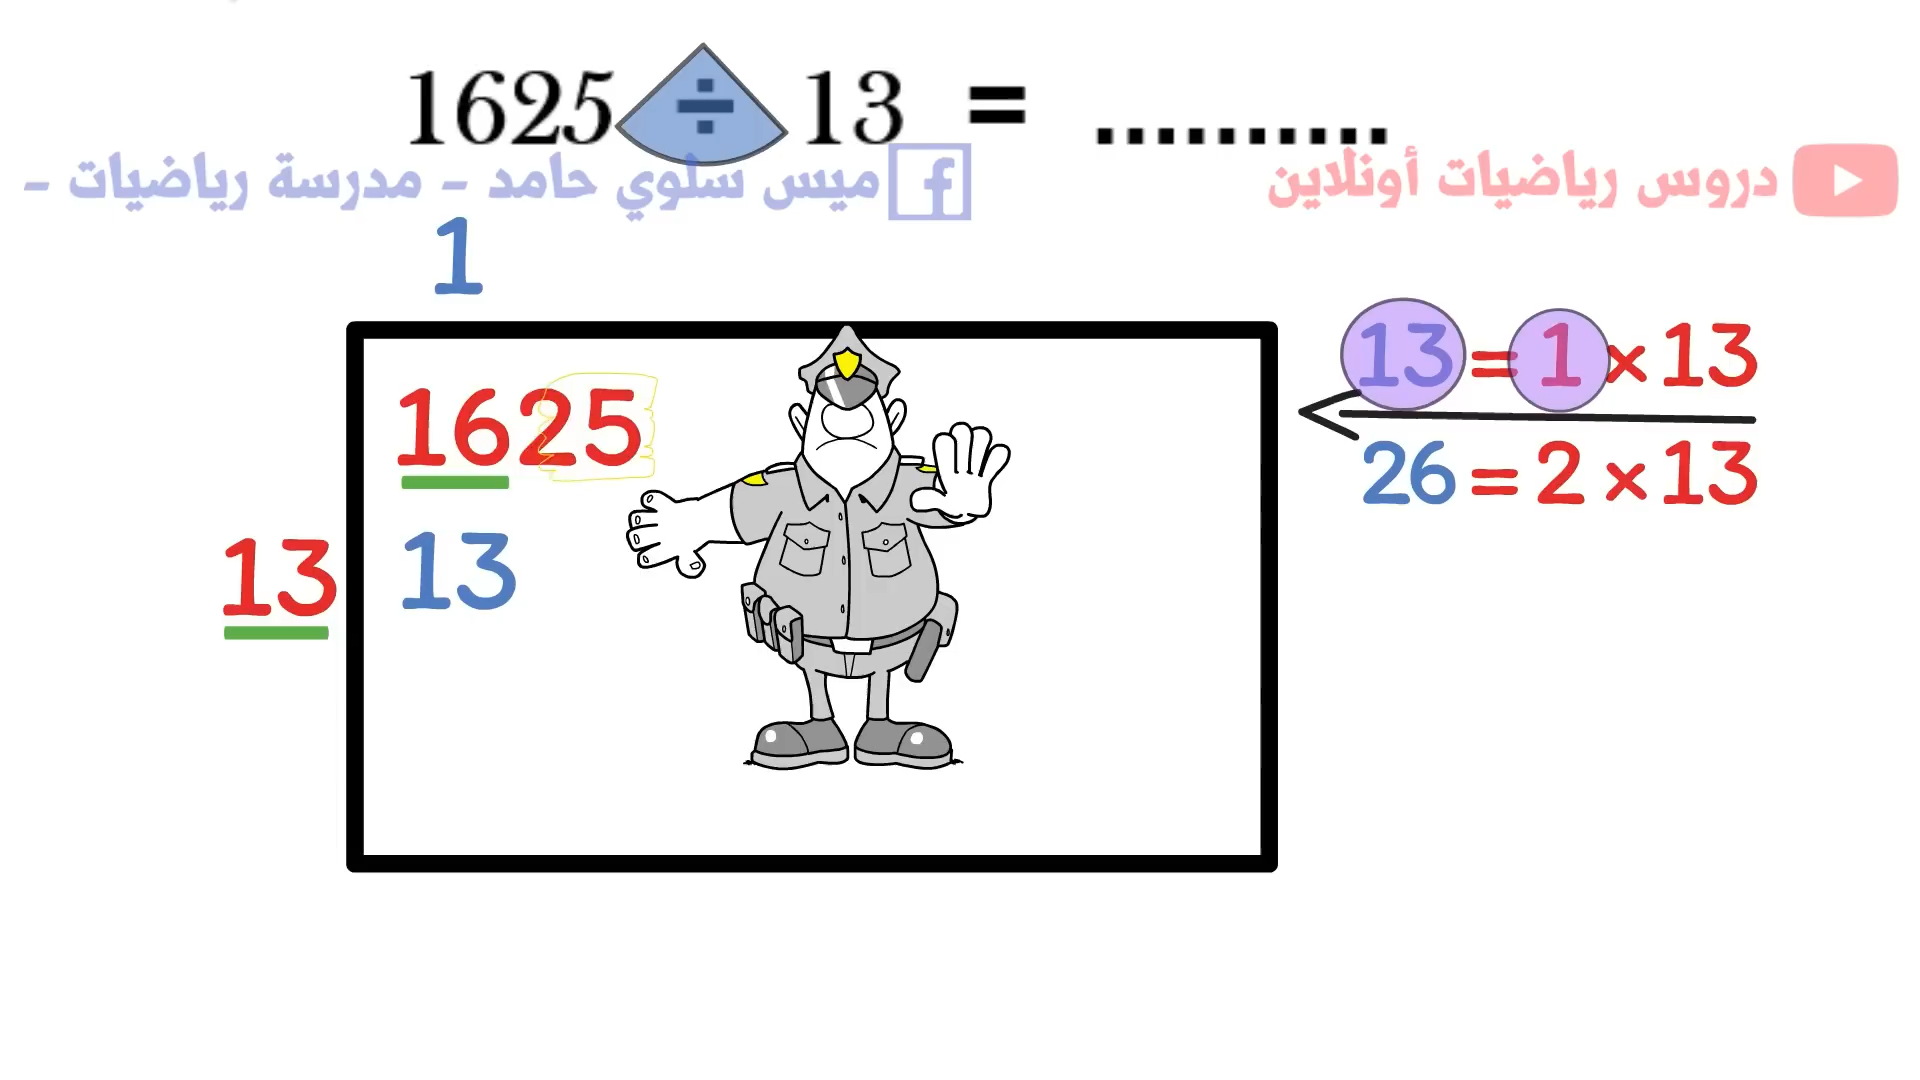 1625 ÷ 13 = ..........
ميس سلوي حامد - مدرسة رياضيات -
دروس رياضيات أونلاين
1
13 = 1 × 13
1625
26 = 2 × 13
13
13